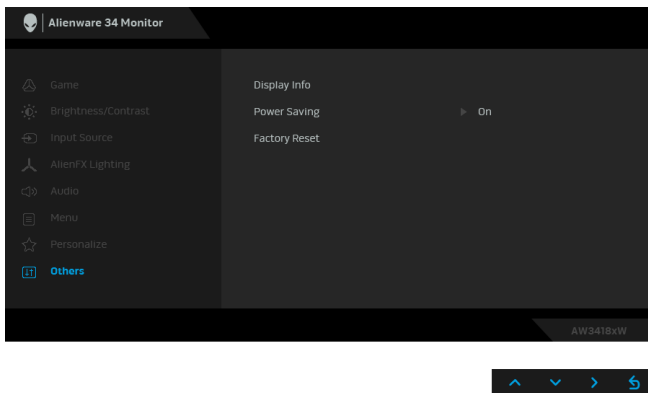 Alienware 34 Monitor
Game
Brightness/Contrast
Input Source
AlienFX Lighting
Audio
Menu
Personalize
Others
Display Info
Power Saving On
Factory Reset
AW3418xW